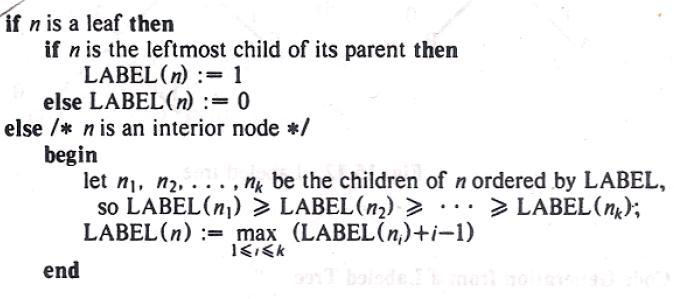 if n is a leaf then
if n is the leftmost child of its parent then
LABEL(n) := 1
else LABEL(n) := 0
else /* n is an interior node */
begin
let n₁, n₂, . . . , nₖ be the children of n ordered by LABEL,
so LABEL(n₁) ⩾ LABEL(n₂) ⩾ · · · ⩾ LABEL(nₖ);
LABEL(n) := max (LABEL(nᵢ)+i−1)
1⩽i⩽k
end